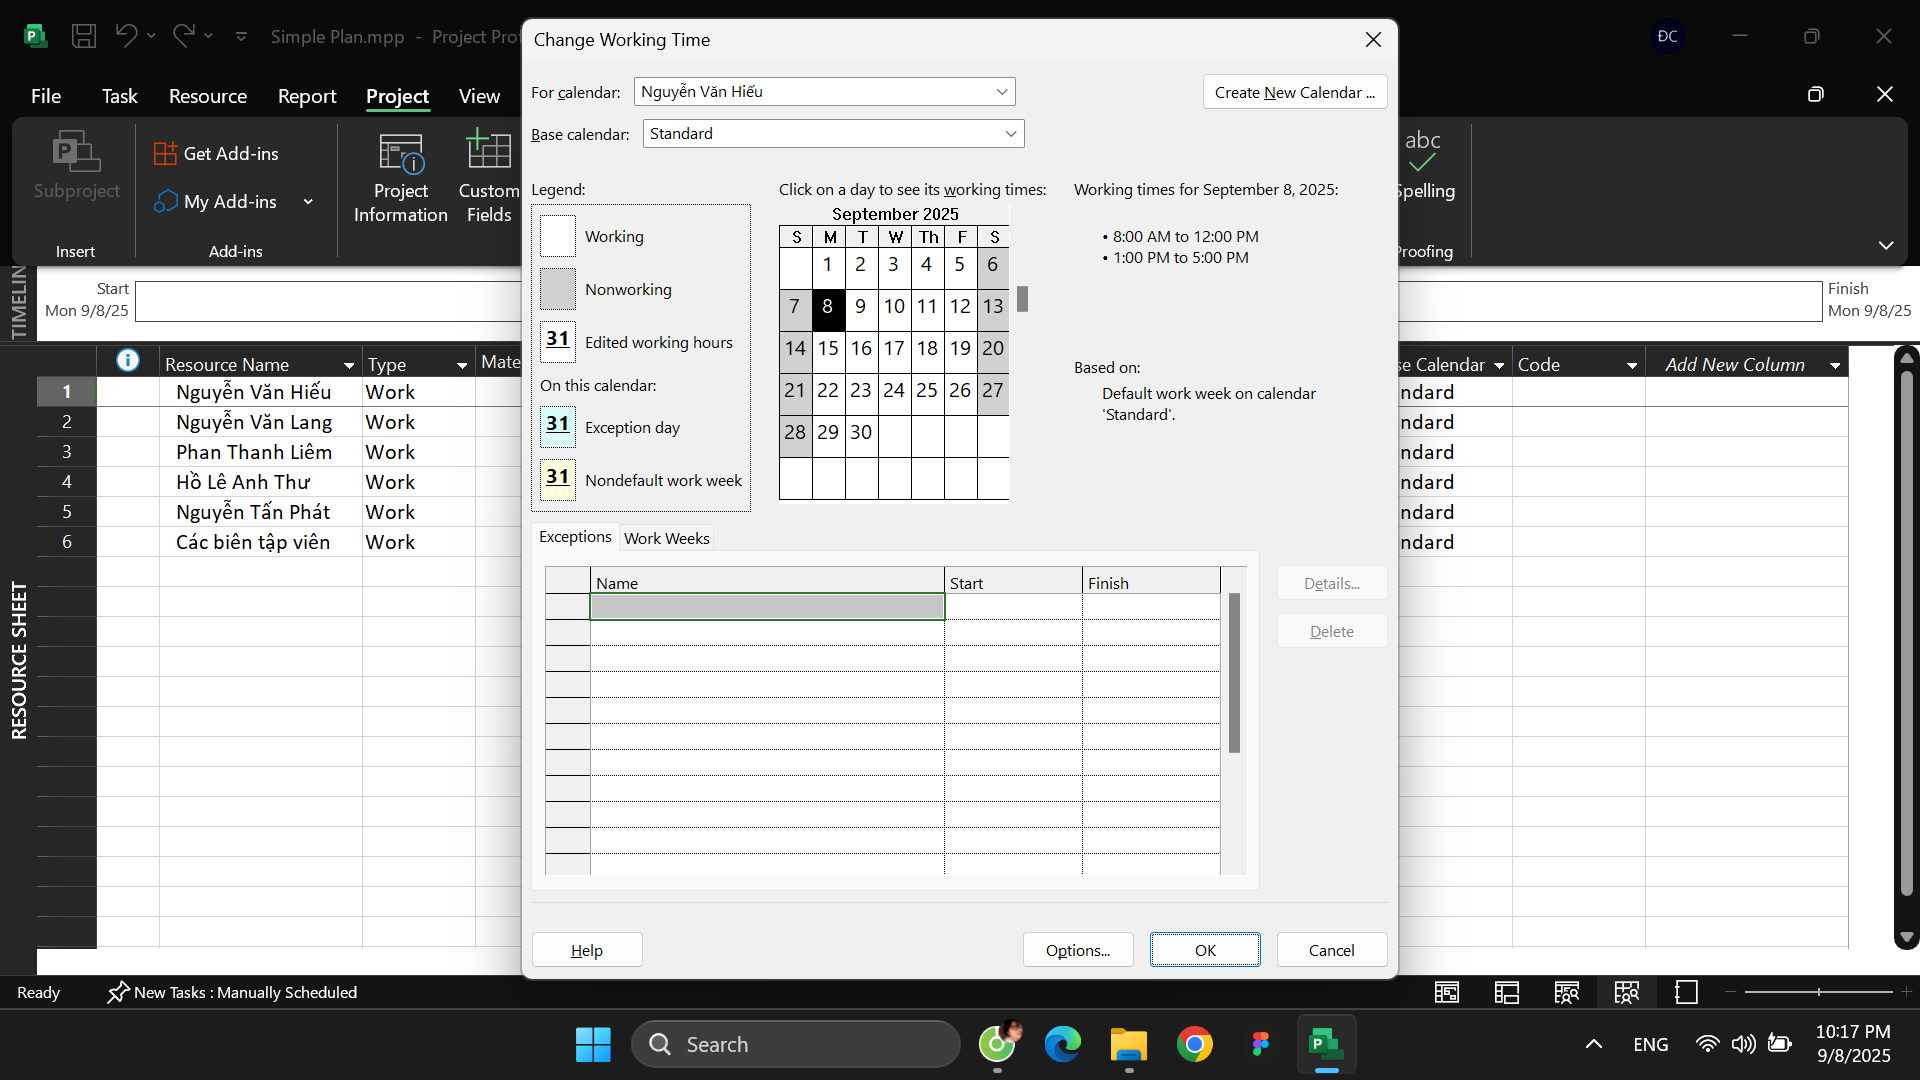 Simple Plan.mpp - Project Prof
ĐC
File
Task
Resource
Report
Project
View
Subproject
Insert
Get Add-ins
My Add-ins
Add-ins
Project Information
Custom Fields
abc
Spelling
Proofing
Change Working Time
For calendar:
Nguyễn Văn Hiếu
Create New Calendar ...
Base calendar:
Standard
Legend:
Working
Nonworking
31 Edited working hours
On this calendar:
31 Exception day
31 Nondefault work week
Click on a day to see its working times:
September 2025
S M T W Th F S
1 2 3 4 5 6
7 8 9 10 11 12 13
14 15 16 17 18 19 20
21 22 23 24 25 26 27
28 29 30
Working times for September 8, 2025:
• 8:00 AM to 12:00 PM
• 1:00 PM to 5:00 PM
Based on:
Default work week on calendar
'Standard'.
Exceptions
Work Weeks
Name Start Finish
Details...
Delete
Help
Options...
OK
Cancel
TIMELIN
Start
Mon 9/8/25
Finish
Mon 9/8/25
RESOURCE SHEET
Resource Name Type Mate se Calendar Code Add New Column
1 Nguyễn Văn Hiếu Work ndard
2 Nguyễn Văn Lang Work ndard
3 Phan Thanh Liêm Work ndard
4 Hồ Lê Anh Thư Work ndard
5 Nguyễn Tấn Phát Work ndard
6 Các biên tập viên Work ndard
Ready
New Tasks : Manually Scheduled
Search
ENG
10:17 PM
9/8/2025